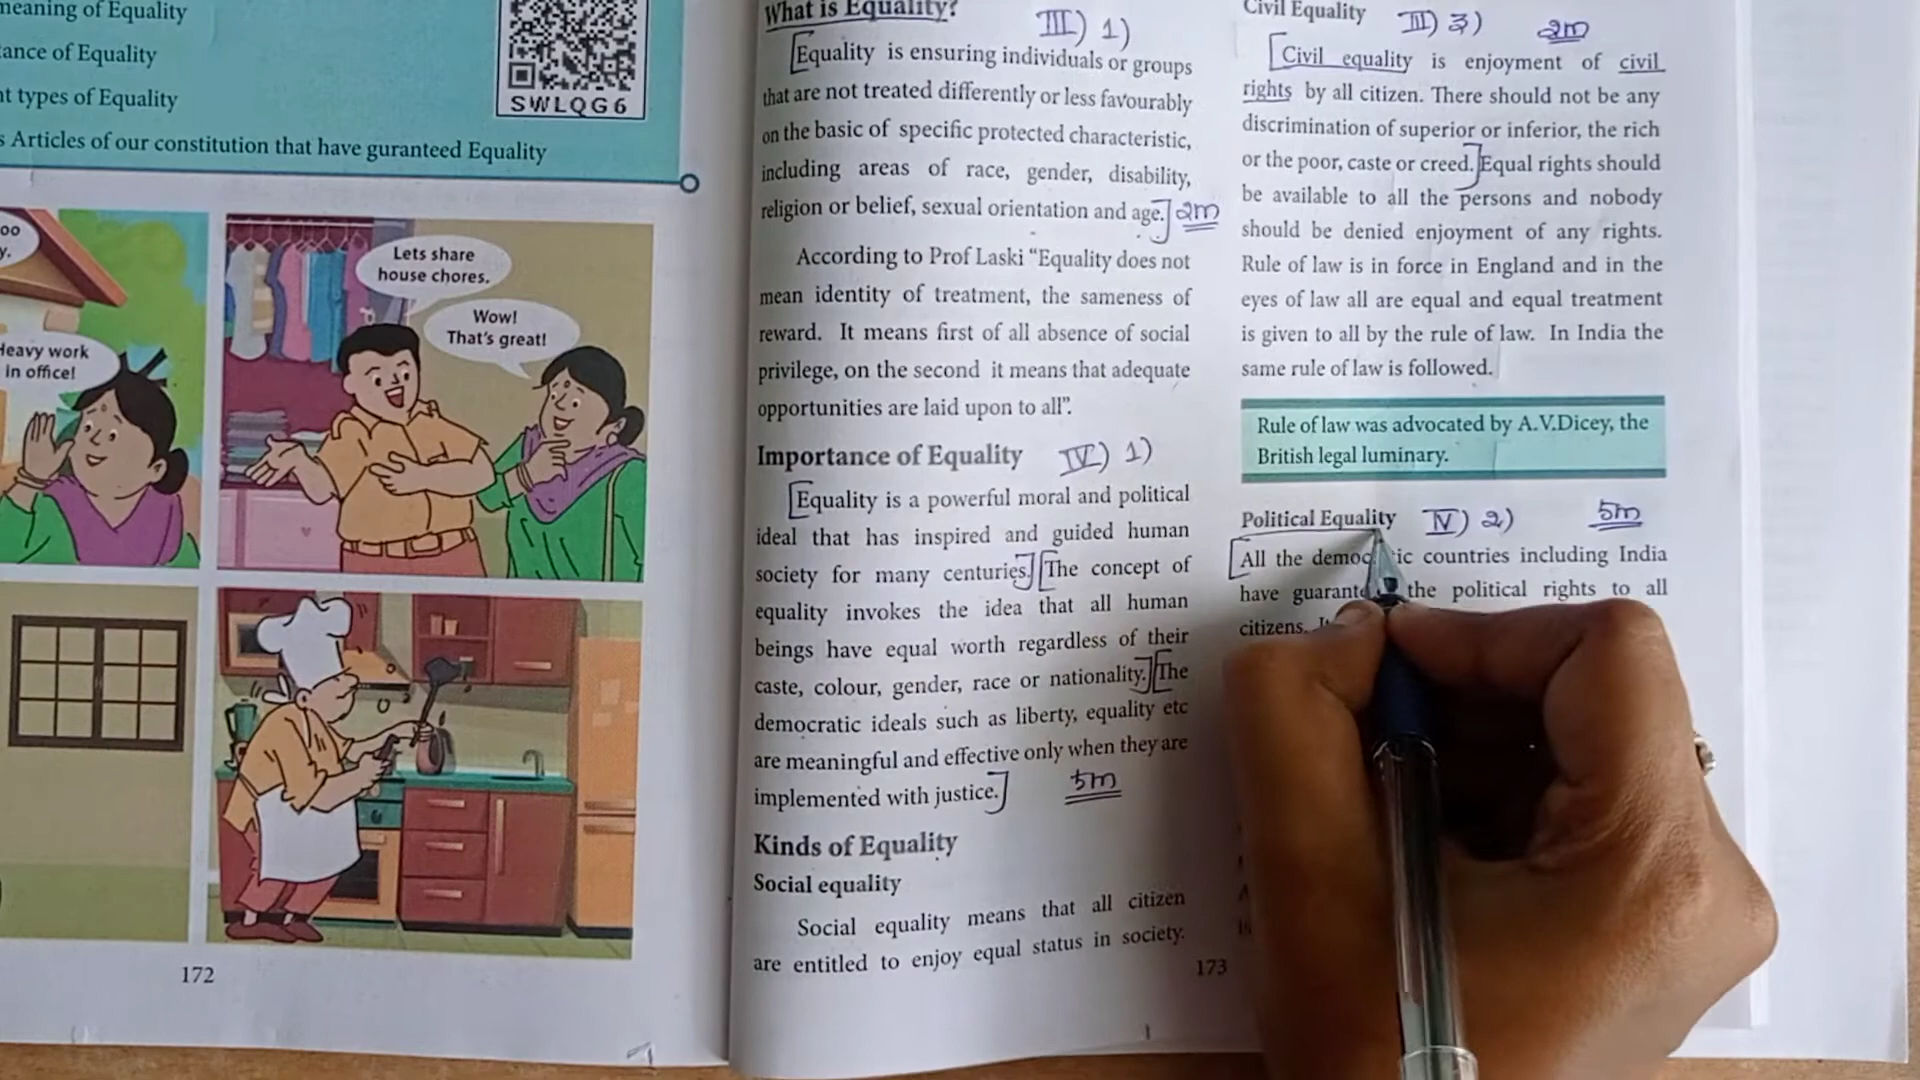 meaning of Equality
ance of Equality
nt types of Equality
s Articles of our constitution that have guranteed Equality
SWLQG6
oo
y.
Heavy work
in office!
Lets share
house chores.
Wow!
That's great!
172
What is Equality? III) 1)
Equality is ensuring individuals or groups
that are not treated differently or less favourably
on the basic of specific protected characteristic,
including areas of race, gender, disability,
religion or belief, sexual orientation and age. 2m
According to Prof Laski “Equality does not
mean identity of treatment, the sameness of
reward. It means first of all absence of social
privilege, on the second it means that adequate
opportunities are laid upon to all”.
Importance of Equality IV) 1)
Equality is a powerful moral and political
ideal that has inspired and guided human
society for many centuries. The concept of
equality invokes the idea that all human
beings have equal worth regardless of their
caste, colour, gender, race or nationality. The
democratic ideals such as liberty, equality etc
are meaningful and effective only when they are
implemented with justice. 5m
Kinds of Equality
Social equality
Social equality means that all citizen
are entitled to enjoy equal status in society.
173
Civil Equality III) 3) 2m
Civil equality is enjoyment of civil
rights by all citizen. There should not be any
discrimination of superior or inferior, the rich
or the poor, caste or creed. Equal rights should
be available to all the persons and nobody
should be denied enjoyment of any rights.
Rule of law is in force in England and in the
eyes of law all are equal and equal treatment
is given to all by the rule of law. In India the
same rule of law is followed.
Rule of law was advocated by A.V.Dicey, the
British legal luminary.
Political Equality IV) 2) 5m
All the democ ic countries including India
have guarant the political rights to all
citizens. It